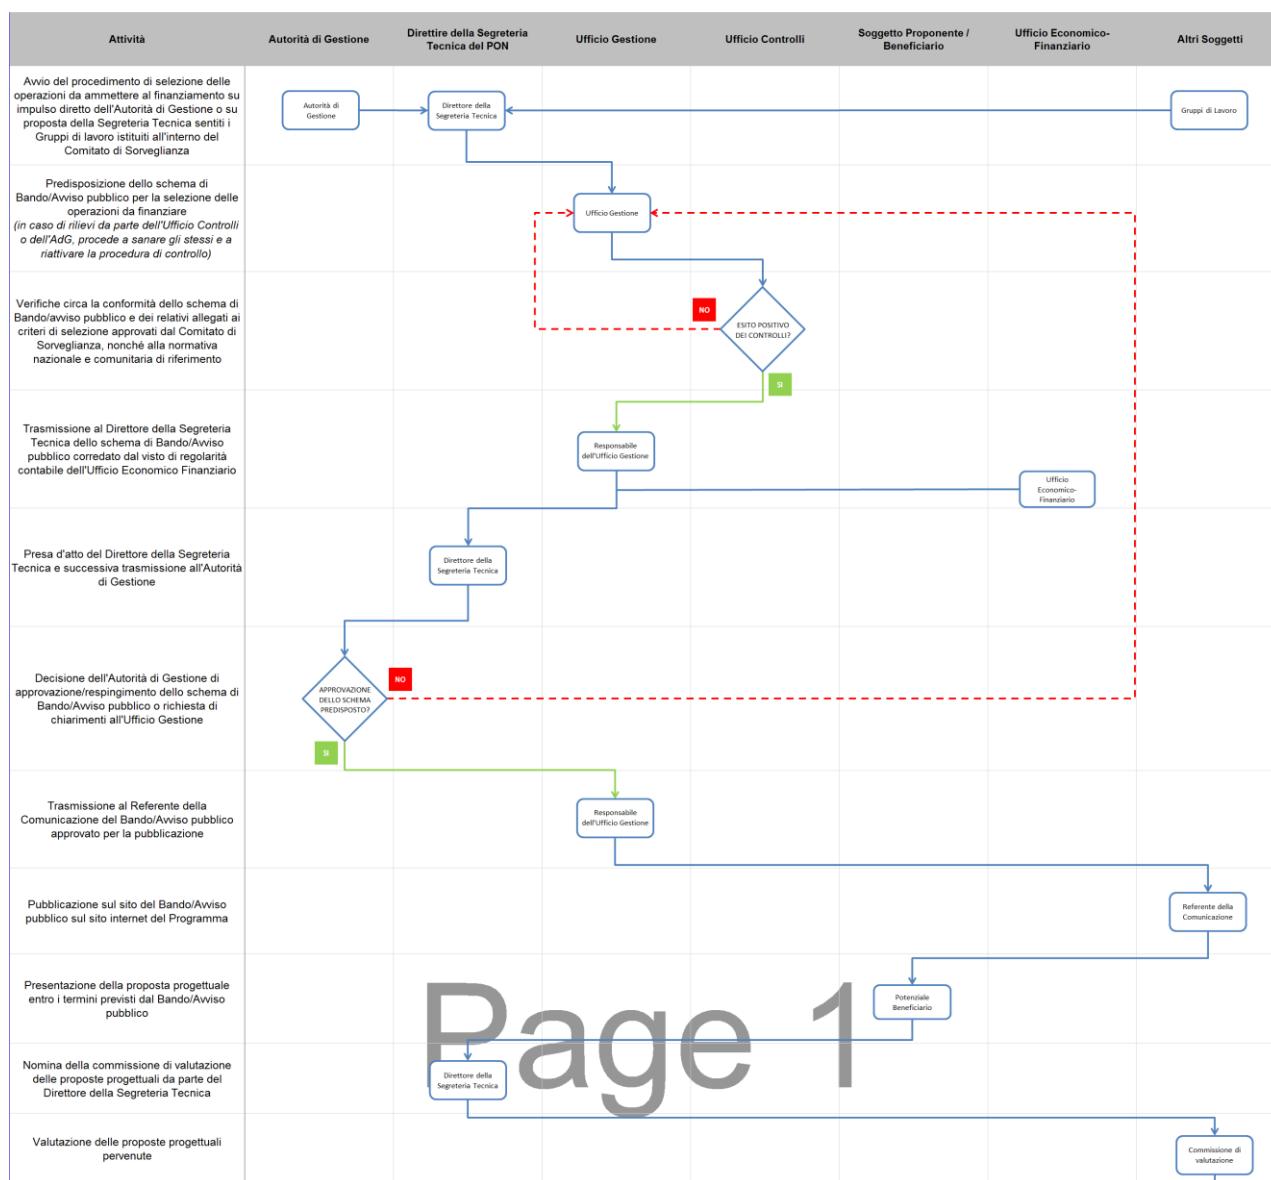 Attività
Autorità di Gestione
Direttire della Segreteria
Tecnica del PON
Ufficio Gestione
Ufficio Controlli
Soggetto Proponente /
Beneficiario
Ufficio Economico-
Finanziario
Altri Soggetti
Avvio del procedimento di selezione delle
operazioni da ammettere al finanziamento su
impulso diretto dell'Autorità di Gestione o su
proposta della Segreteria Tecnica sentiti i
Gruppi di lavoro istituiti all'interno del
Comitato di Sorveglianza
Autorità di
Gestione
Direttore della
Segreteria Tecnica
Gruppi di Lavoro
Predisposizione dello schema di
Bando/Avviso pubblico per la selezione delle
operazioni da finanziare
(in caso di rilievi da parte dell'Ufficio Controlli
o dell'AdG, procede a sanare gli stessi e a
riattivare la procedura di controllo)
Ufficio Gestione
Verifiche circa la conformità dello schema di
Bando/avviso pubblico e dei relativi allegati ai
criteri di selezione approvati dal Comitato di
Sorveglianza, nonché alla normativa
nazionale e comunitaria di riferimento
NO
ESITO POSITIVO
DEI CONTROLLI?
SI
Trasmissione al Direttore della Segreteria
Tecnica dello schema di Bando/Avviso
pubblico corredato dal visto di regolarità
contabile dell'Ufficio Economico Finanziario
Responsabile
dell'Ufficio Gestione
Ufficio
Economico-
Finanziario
Presa d'atto del Direttore della Segreteria
Tecnica e successiva trasmissione all'Autorità
di Gestione
Direttore della
Segreteria Tecnica
Decisione dell'Autorità di Gestione di
approvazione/respingimento dello schema di
Bando/Avviso pubblico o richiesta di
chiarimenti all'Ufficio Gestione
APPROVAZIONE
DELLO SCHEMA
PREDISPOSTO?
NO
SI
Trasmissione al Referente della
Comunicazione del Bando/Avviso pubblico
approvato per la pubblicazione
Responsabile
dell'Ufficio Gestione
Pubblicazione sul sito del Bando/Avviso
pubblico sul sito internet del Programma
Referente della
Comunicazione
Presentazione della proposta progettuale
entro i termini previsti dal Bando/Avviso
pubblico
Potenziale
Beneficiario
Page 1
Nomina della commissione di valutazione
delle proposte progettuali da parte del
Direttore della Segreteria Tecnica
Direttore della
Segreteria Tecnica
Valutazione delle proposte progettuali
pervenute
Commissione di
valutazione